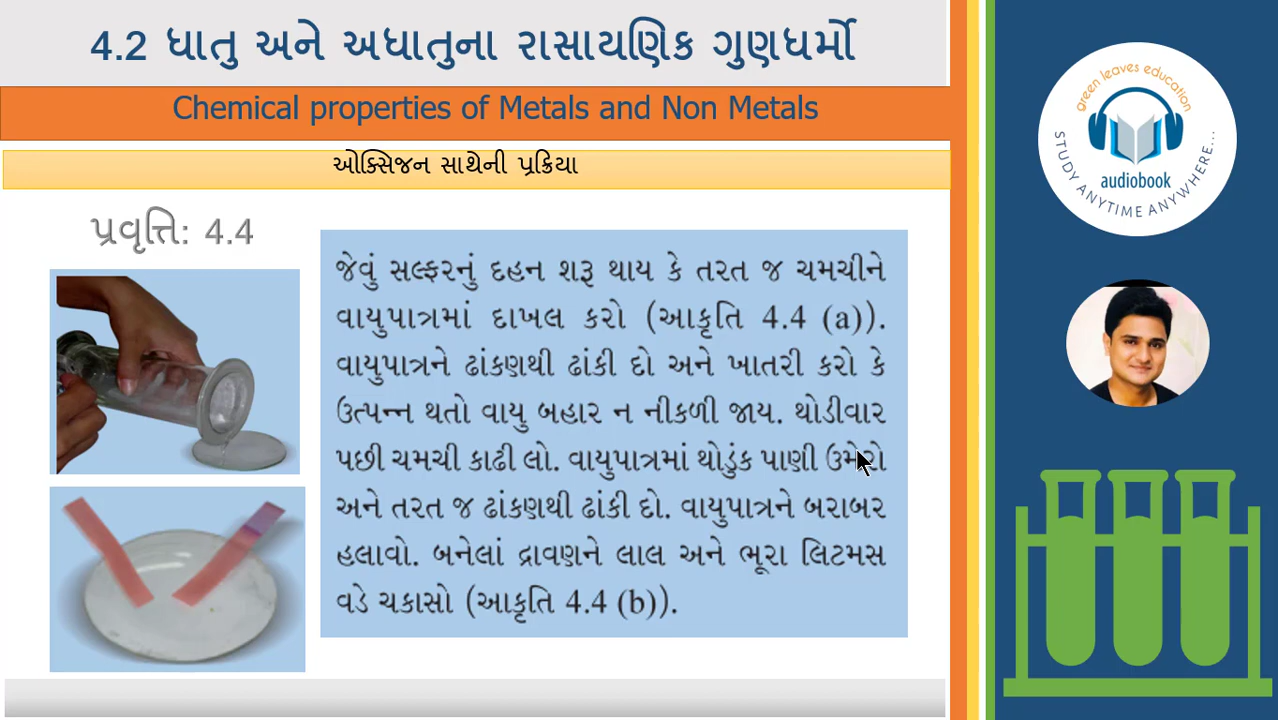 4.2 ધાતુ અને અધાતુના રાસાયણિક ગુણધર્મો
Chemical properties of Metals and Non Metals
ઓક્સિજન સાથેની પ્રક્રિયા
પ્રવૃત્તિ: 4.4
જેવું સલ્ફરનું દહન શરૂ થાય કે તરત જ ચમચીને
વાયુપાત્રમાં દાખલ કરો (આકૃતિ 4.4 (a)).
વાયુપાત્રને ઢાંકણથી ઢાંકી દો અને ખાતરી કરો કે
ઉત્પન્ન થતો વાયુ બહાર ન નીકળી જાય. થોડીવાર
પછી ચમચી કાઢી લો. વાયુપાત્રમાં થોડુંક પાણી ઉમેરો
અને તરત જ ઢાંકણથી ઢાંકી દો. વાયુપાત્રને બરાબર
હલાવો. બનેલાં દ્રાવણને લાલ અને ભૂરા લિટમસ
વડે ચકાસો (આકૃતિ 4.4 (b)).
green leaves education
audiobook
STUDY ANYTIME ANYWHERE...